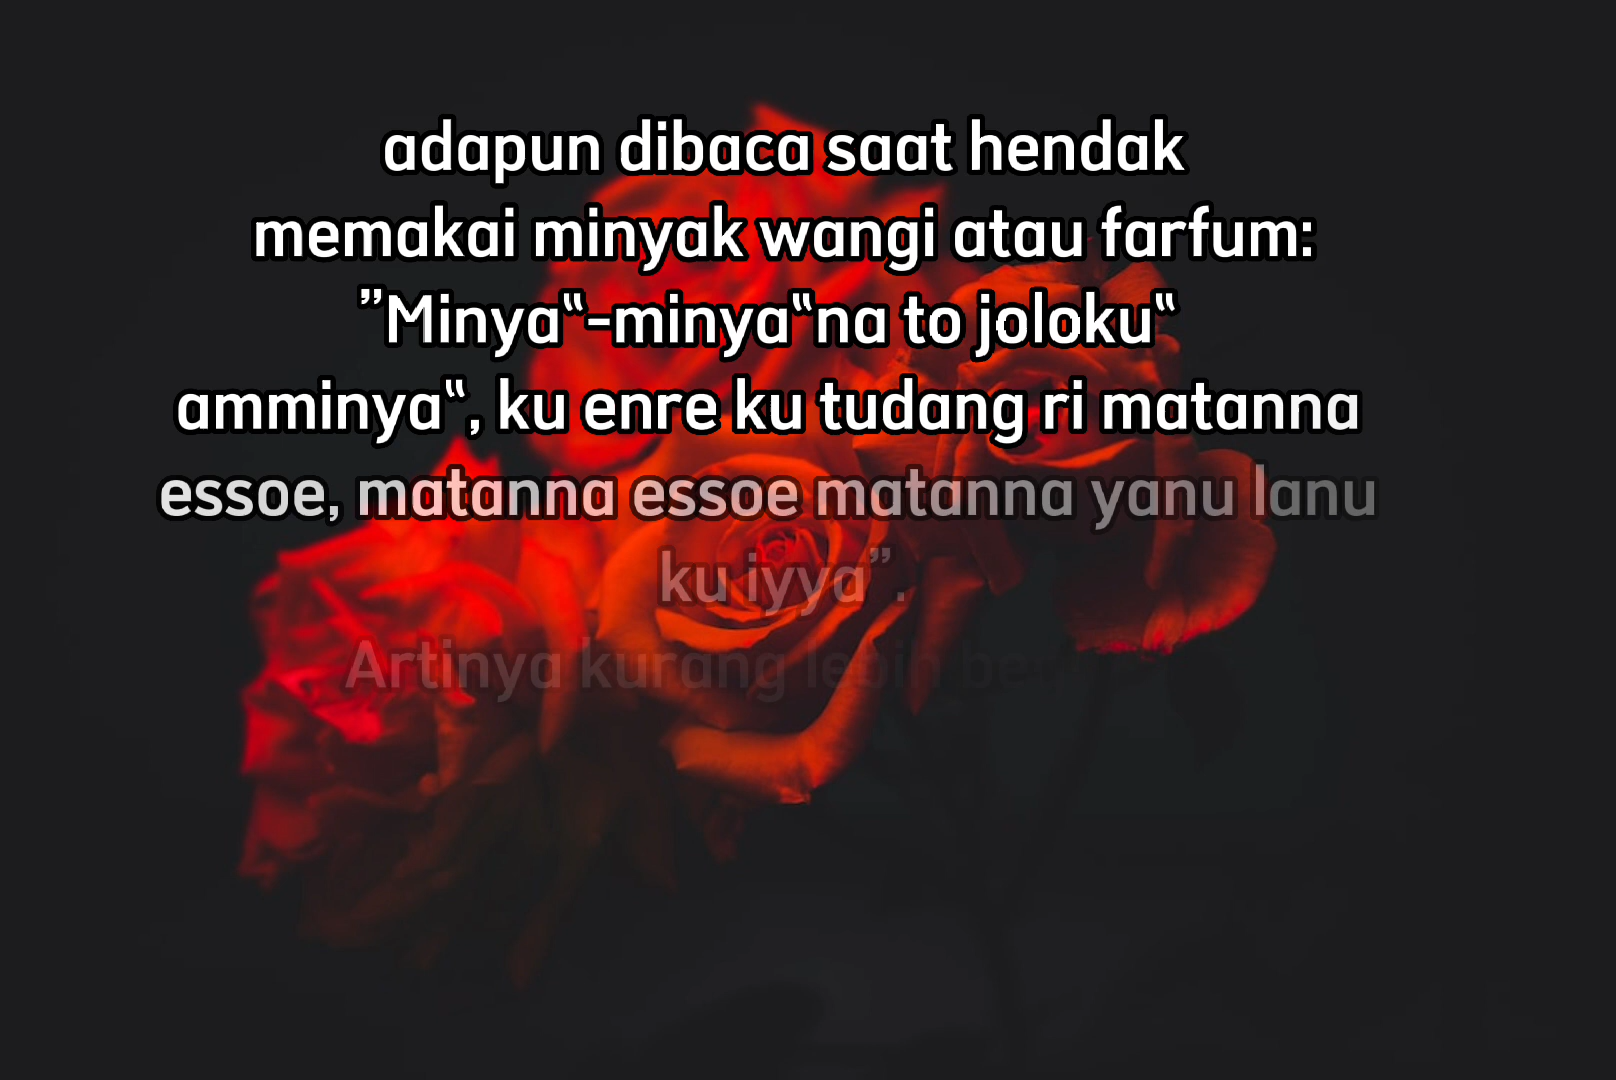 adapun dibaca saat hendak
memakai minyak wangi atau farfum:
”Minya‟-minya‟na to joloku‟
amminya‟, ku enre ku tudang ri matanna
essoe, matanna essoe matanna yanu lanu
ku iyya”.
Artinya kurang lebih